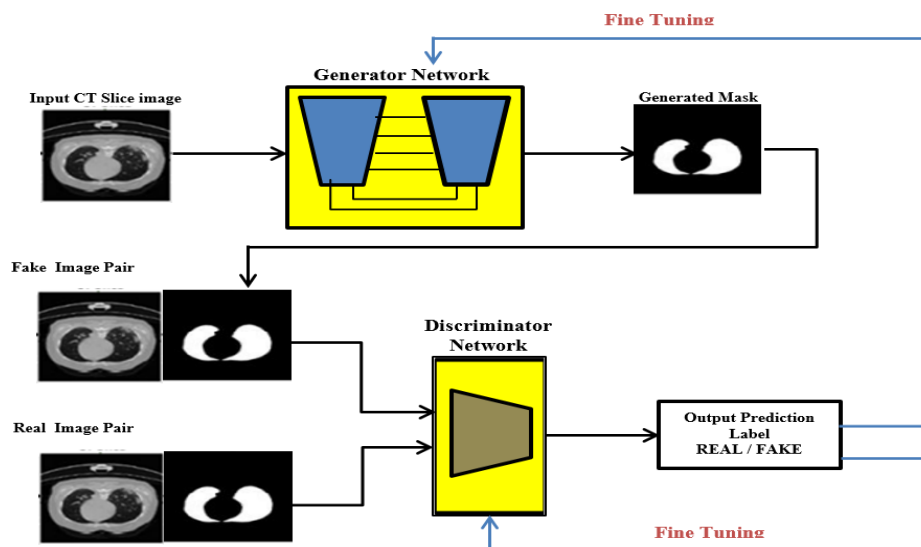 Fine Tuning
Generator Network
Input CT Slice image
Generated Mask
Fake Image Pair
Discriminator
Network
Real Image Pair
Output Prediction
Label
REAL / FAKE
Fine Tuning